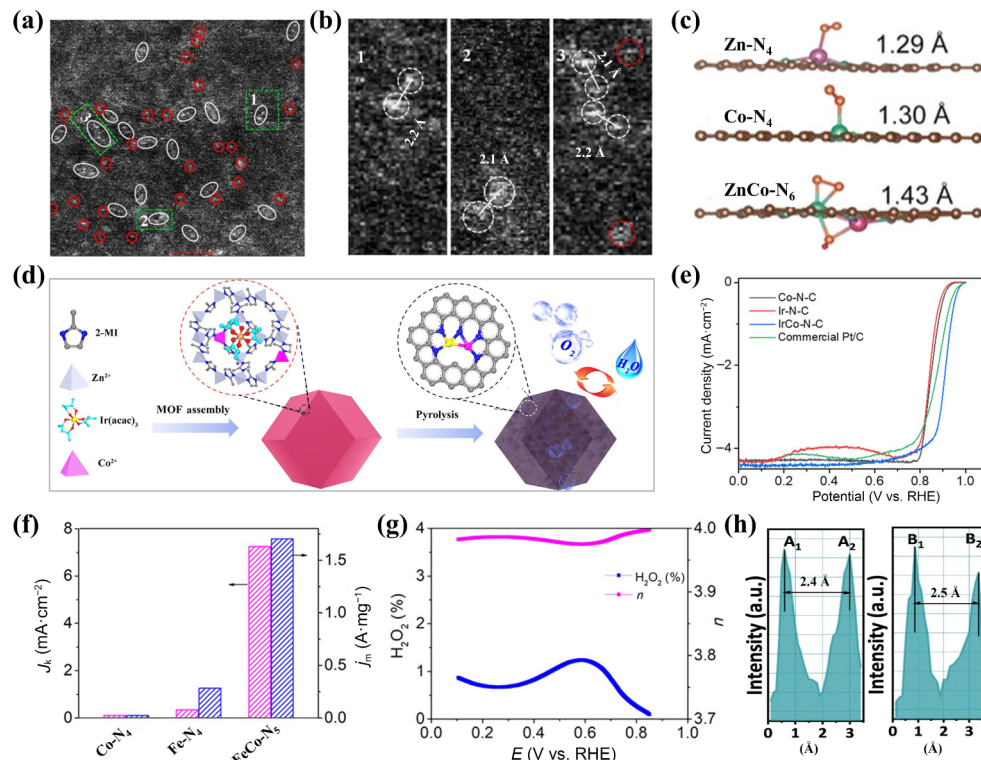 (a)
1
3
2
(b)
1
2.2 Å
2
2.1 Å
3
2.1 Å
2.2 Å
(c)
Zn-N4
1.29 Å
Co-N4
1.30 Å
ZnCo-N6
1.43 Å
(d)
2-MI
Zn²⁺
Ir(acac)3
Co²⁺
MOF assembly
Pyrolysis
O2
H2O
(e)
Co-N-C
Ir-N-C
IrCo-N-C
Commercial Pt/C
Current density (mA·cm⁻²)
0
−2
−4
0.0 0.2 0.4 0.6 0.8 1.0
Potential (V vs. RHE)
(f)
Jk (mA·cm⁻²)
8
6
4
2
0
jm (A·mg⁻¹)
1.5
1.0
0.5
0.0
Co-N4
Fe-N4
FeCo-N5
(g)
H2O2 (%)
4
3
2
1
0
H2O2 (%)
n
n
4.0
3.9
3.8
3.7
0.0 0.2 0.4 0.6 0.8 1.0
E (V vs. RHE)
(h)
A1 A2
2.4 Å
Intensity (a.u.)
0 1 2 3
(Å)
B1 B2
2.5 Å
Intensity (a.u.)
0 1 2 3
(Å)